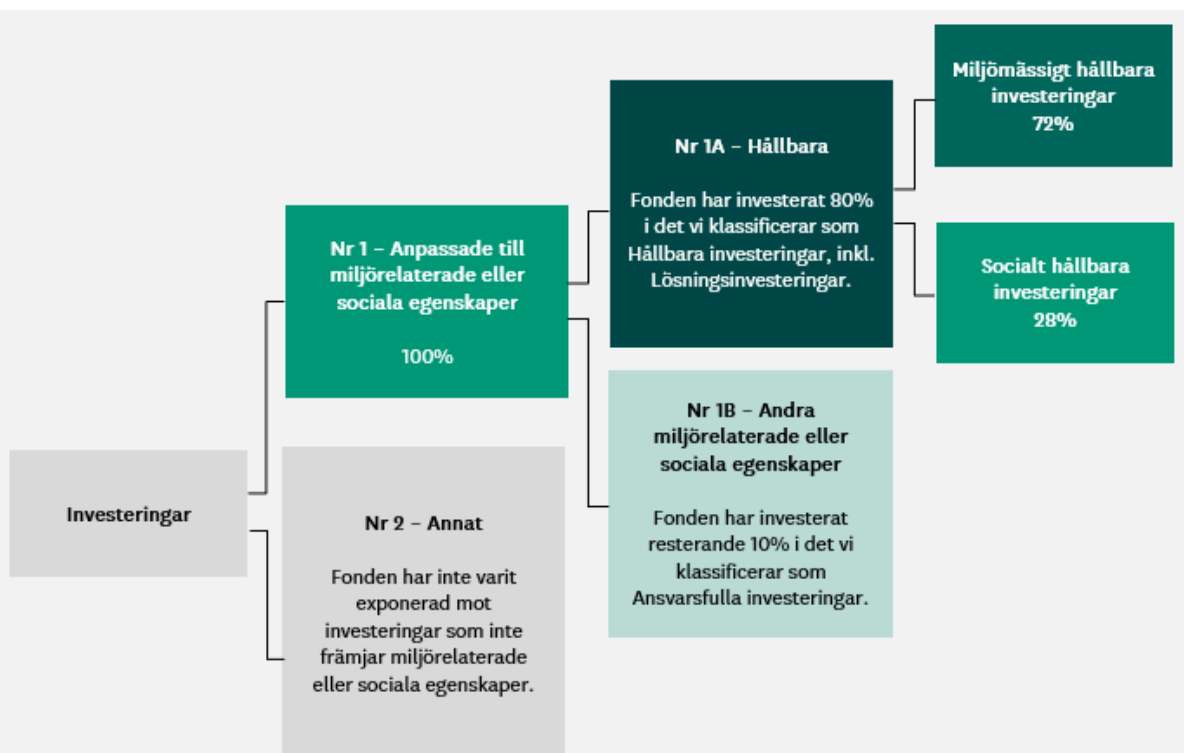 Investeringar
Nr 1 – Anpassade till
miljörelaterade eller
sociala egenskaper
100%
Nr 2 – Annat
Fonden har inte varit
exponerad mot
investeringar som inte
främjar miljörelaterade
eller sociala egenskaper.
Nr 1A – Hållbara
Fonden har investerat 80%
i det vi klassificerar som
Hållbara investeringar, inkl.
Lösningsinvesteringar.
Nr 1B – Andra
miljörelaterade eller
sociala egenskaper
Fonden har investerat
resterande 10% i det vi
klassificerar som
Ansvarsfulla investeringar.
Miljömässigt hållbara
investeringar
72%
Socialt hållbara
investeringar
28%